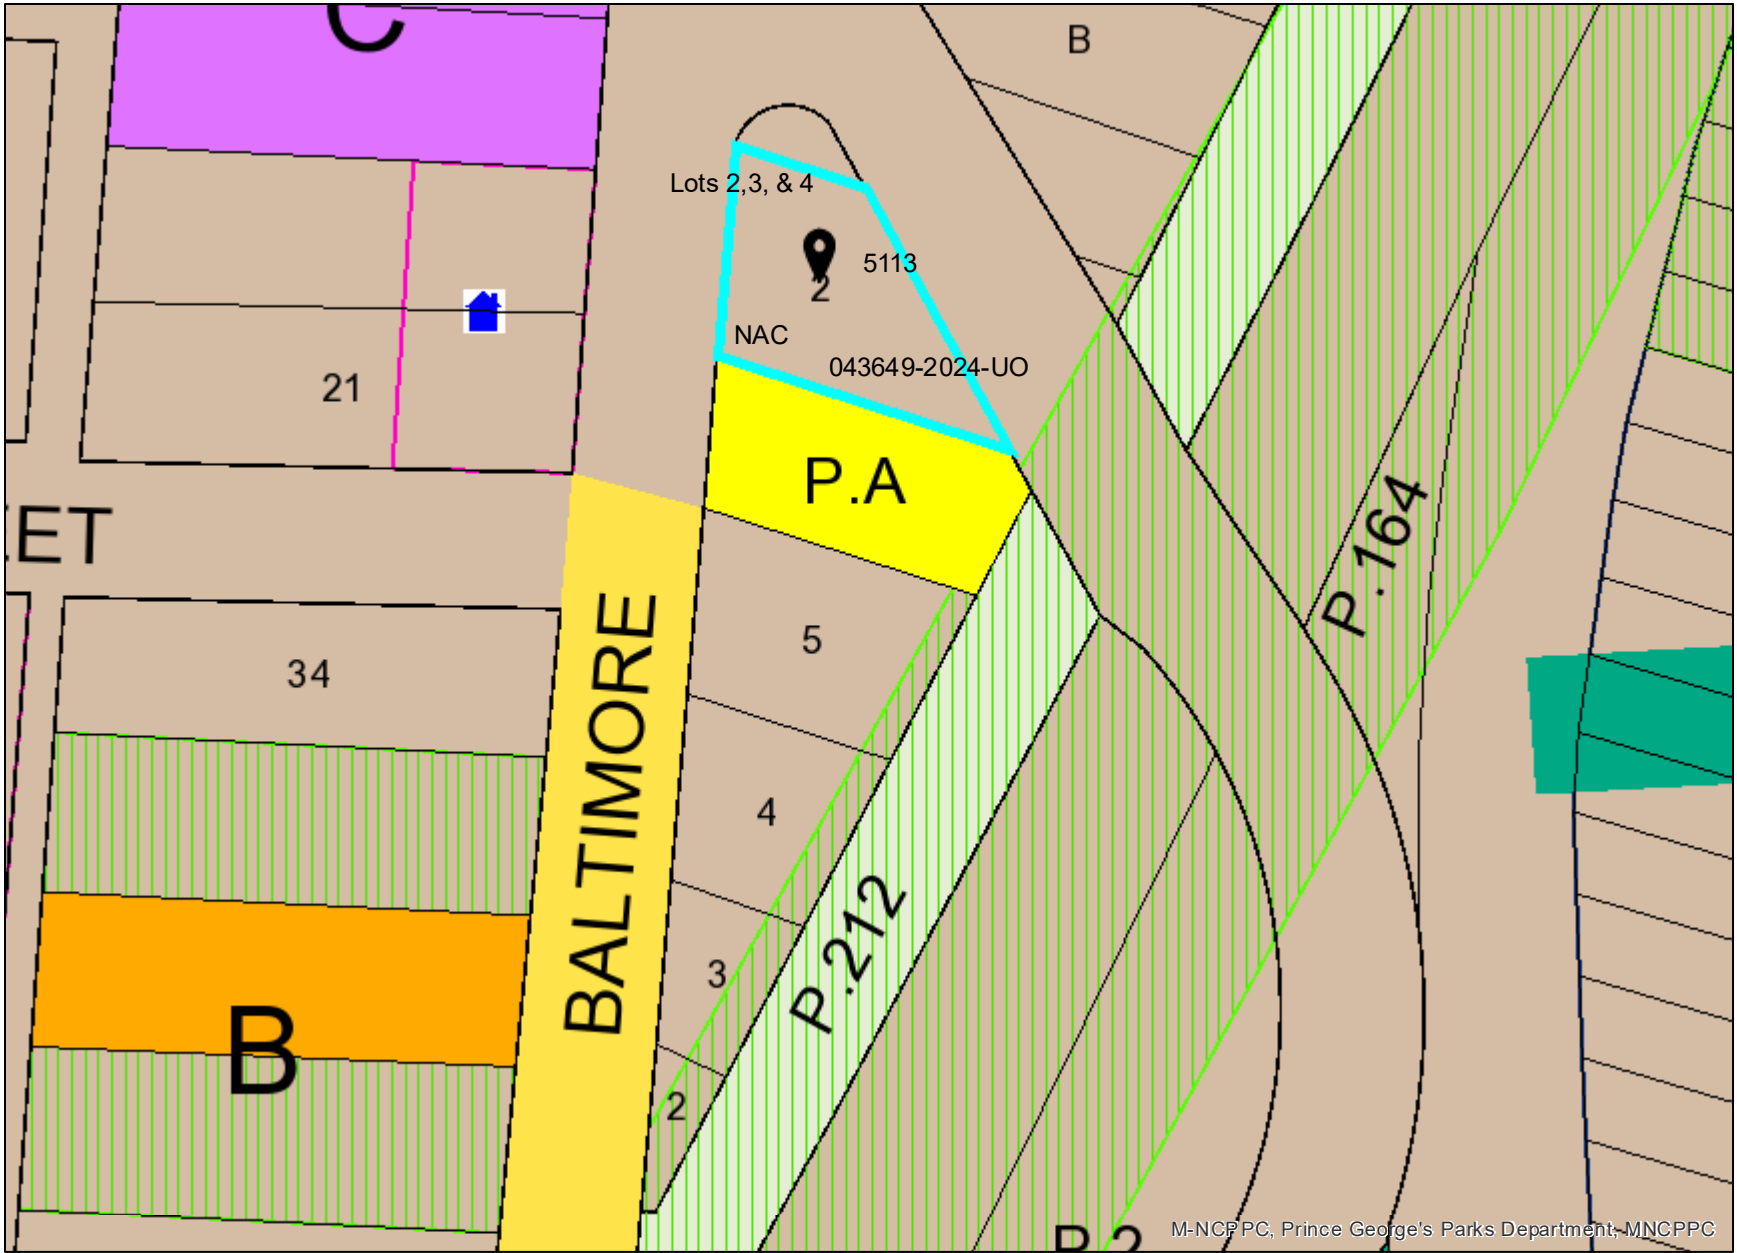 C
B
Lots 2,3, & 4
5113
2
NAC
043649-2024-UO
21
P.A
EET
P.164
5
34
BALTIMORE
4
P.212
3
B
2
M-NCPPC, Prince George's Parks Department, MNCPPC